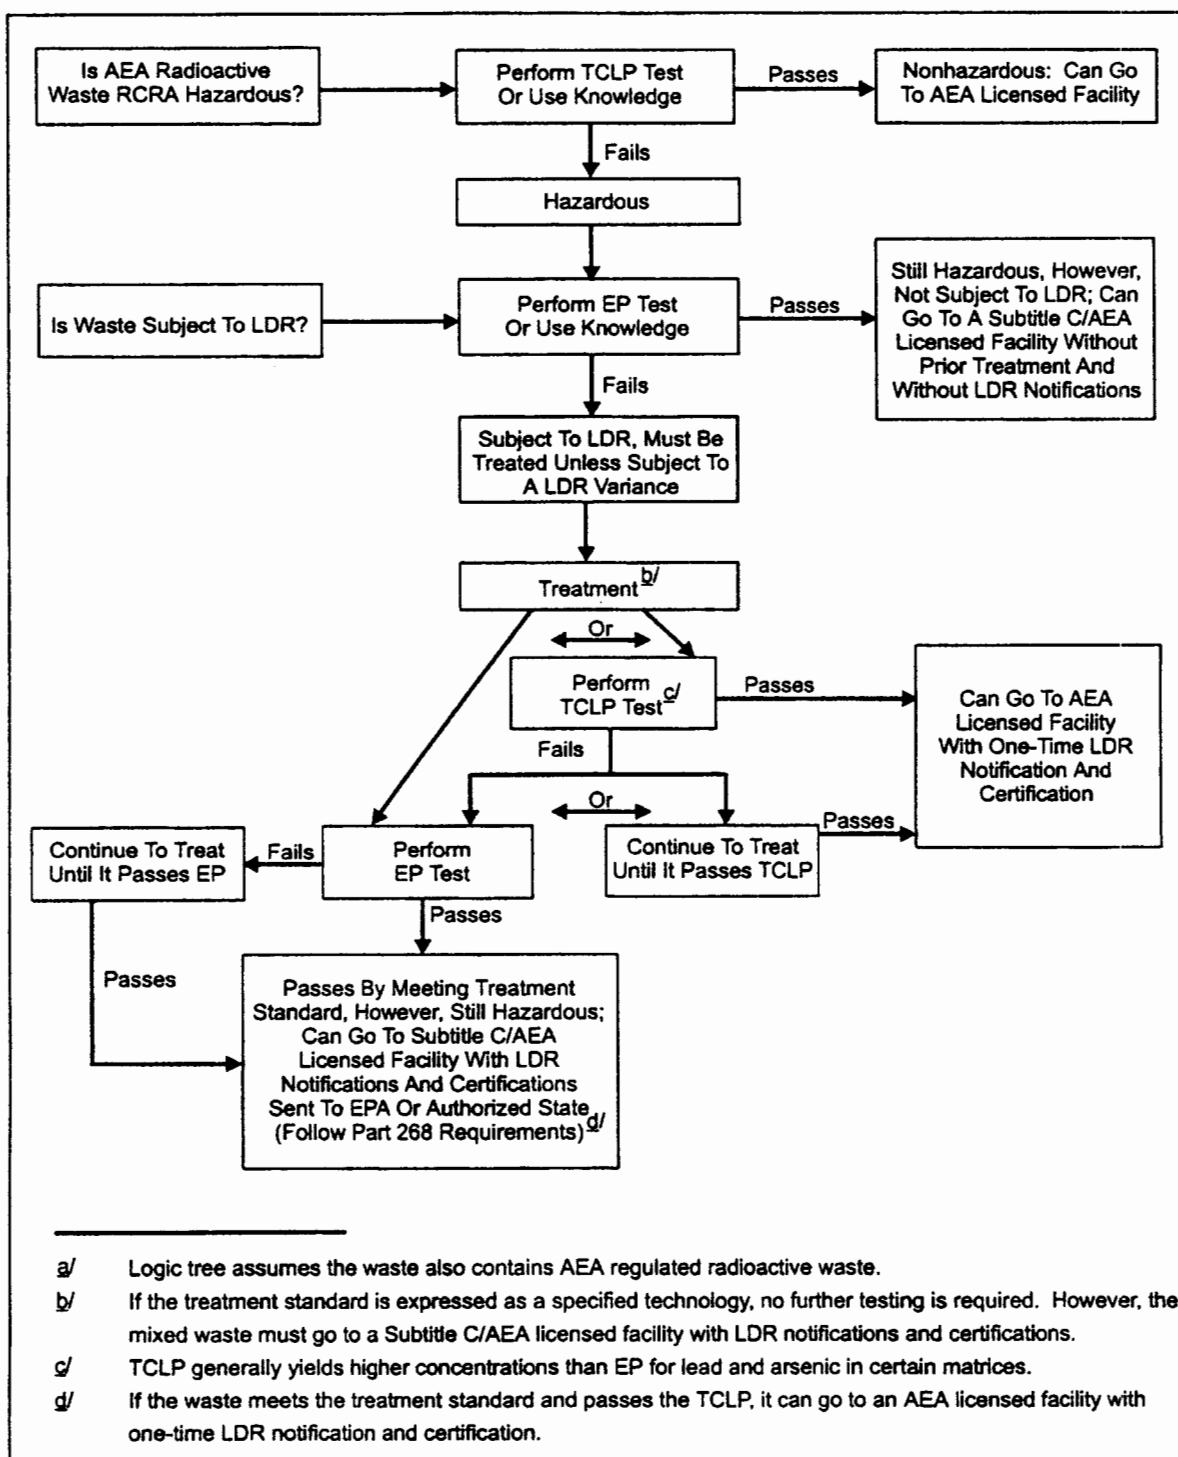 Is AEA Radioactive
Waste RCRA Hazardous?
Perform TCLP Test
Or Use Knowledge
Passes
Nonhazardous: Can Go
To AEA Licensed Facility
Fails
Hazardous
Is Waste Subject To LDR?
Perform EP Test
Or Use Knowledge
Passes
Still Hazardous, However,
Not Subject To LDR; Can
Go To A Subtitle C/AEA
Licensed Facility Without
Prior Treatment And
Without LDR Notifications
Fails
Subject To LDR, Must Be
Treated Unless Subject To
A LDR Variance
Treatment b/
Or
Perform
TCLP Test c/
Passes
Can Go To AEA
Licensed Facility
With One-Time LDR
Notification And
Certification
Fails
Or
Passes
Continue To Treat
Until It Passes TCLP
Perform
EP Test
Fails
Continue To Treat
Until It Passes EP
Passes
Passes
Passes By Meeting Treatment
Standard, However, Still Hazardous;
Can Go To Subtitle C/AEA
Licensed Facility With LDR
Notifications And Certifications
Sent To EPA Or Authorized State
(Follow Part 268 Requirements) d/
a/ Logic tree assumes the waste also contains AEA regulated radioactive waste.
b/ If the treatment standard is expressed as a specified technology, no further testing is required. However, the
mixed waste must go to a Subtitle C/AEA licensed facility with LDR notifications and certifications.
c/ TCLP generally yields higher concentrations than EP for lead and arsenic in certain matrices.
d/ If the waste meets the treatment standard and passes the TCLP, it can go to an AEA licensed facility with
one-time LDR notification and certification.